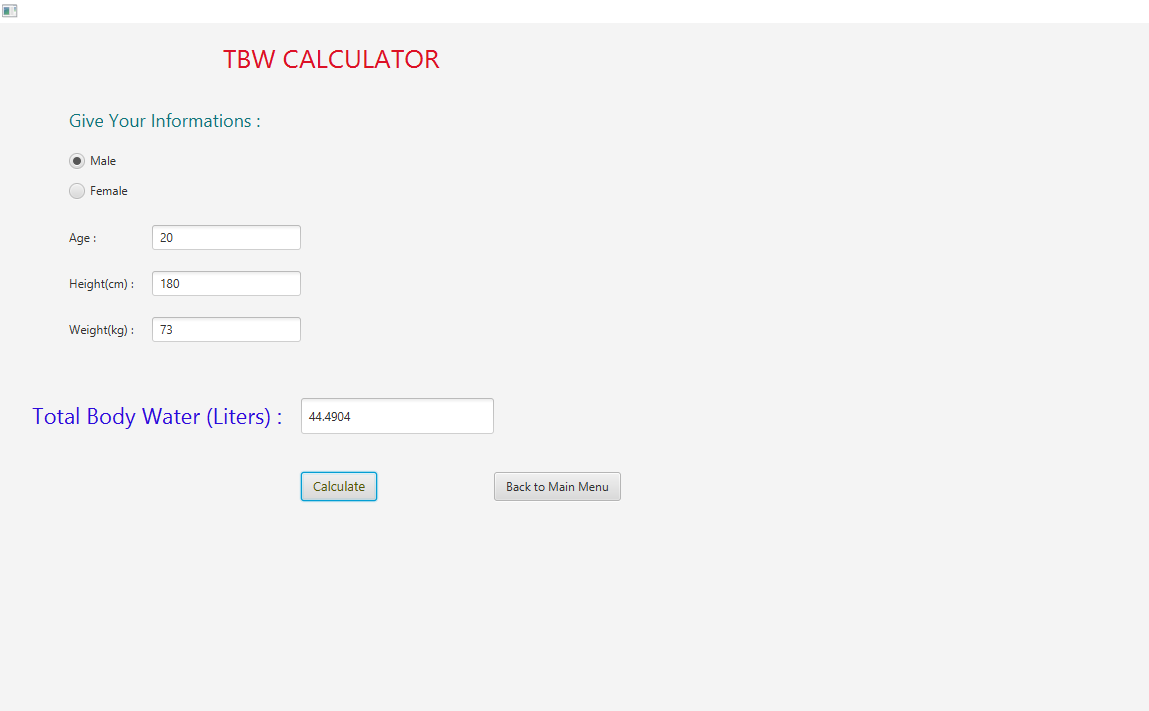 TBW CALCULATOR
Give Your Informations :
Male
Female
Age : 20
Height(cm) : 180
Weight(kg) : 73
Total Body Water (Liters) : 44.4904
Calculate Back to Main Menu